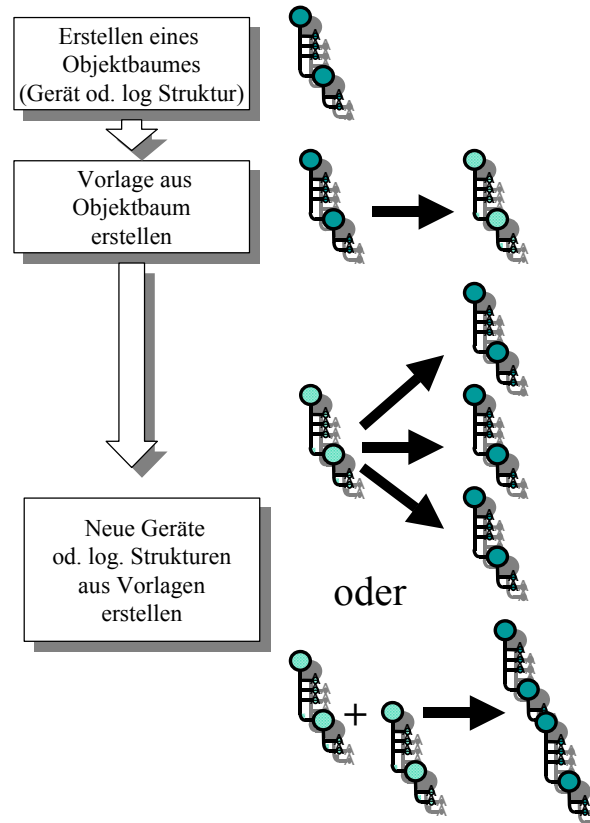 Erstellen eines
Objektbaumes
(Gerät od. log Struktur)
Vorlage aus
Objektbaum
erstellen
Neue Geräte
od. log. Strukturen
aus Vorlagen
erstellen
oder
+